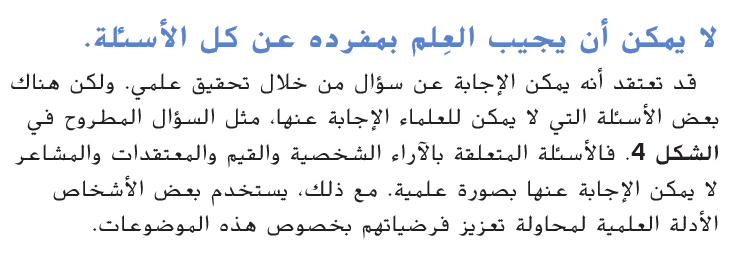 لا يمكن أن يجيب العِلم بمفرده عن كل الأسئلة.
قد تعتقد أنه يمكن الإجابة عن سؤال من خلال تحقيق علمي. ولكن هناك
بعض الأسئلة التي لا يمكن للعلماء الإجابة عنها، مثل السؤال المطروح في
الشكل 4. فالأسئلة المتعلقة بالآراء الشخصية والقيم والمعتقدات والمشاعر
لا يمكن الإجابة عنها بصورة علمية. مع ذلك، يستخدم بعض الأشخاص
الأدلة العلمية لمحاولة تعزيز فرضياتهم بخصوص هذه الموضوعات.